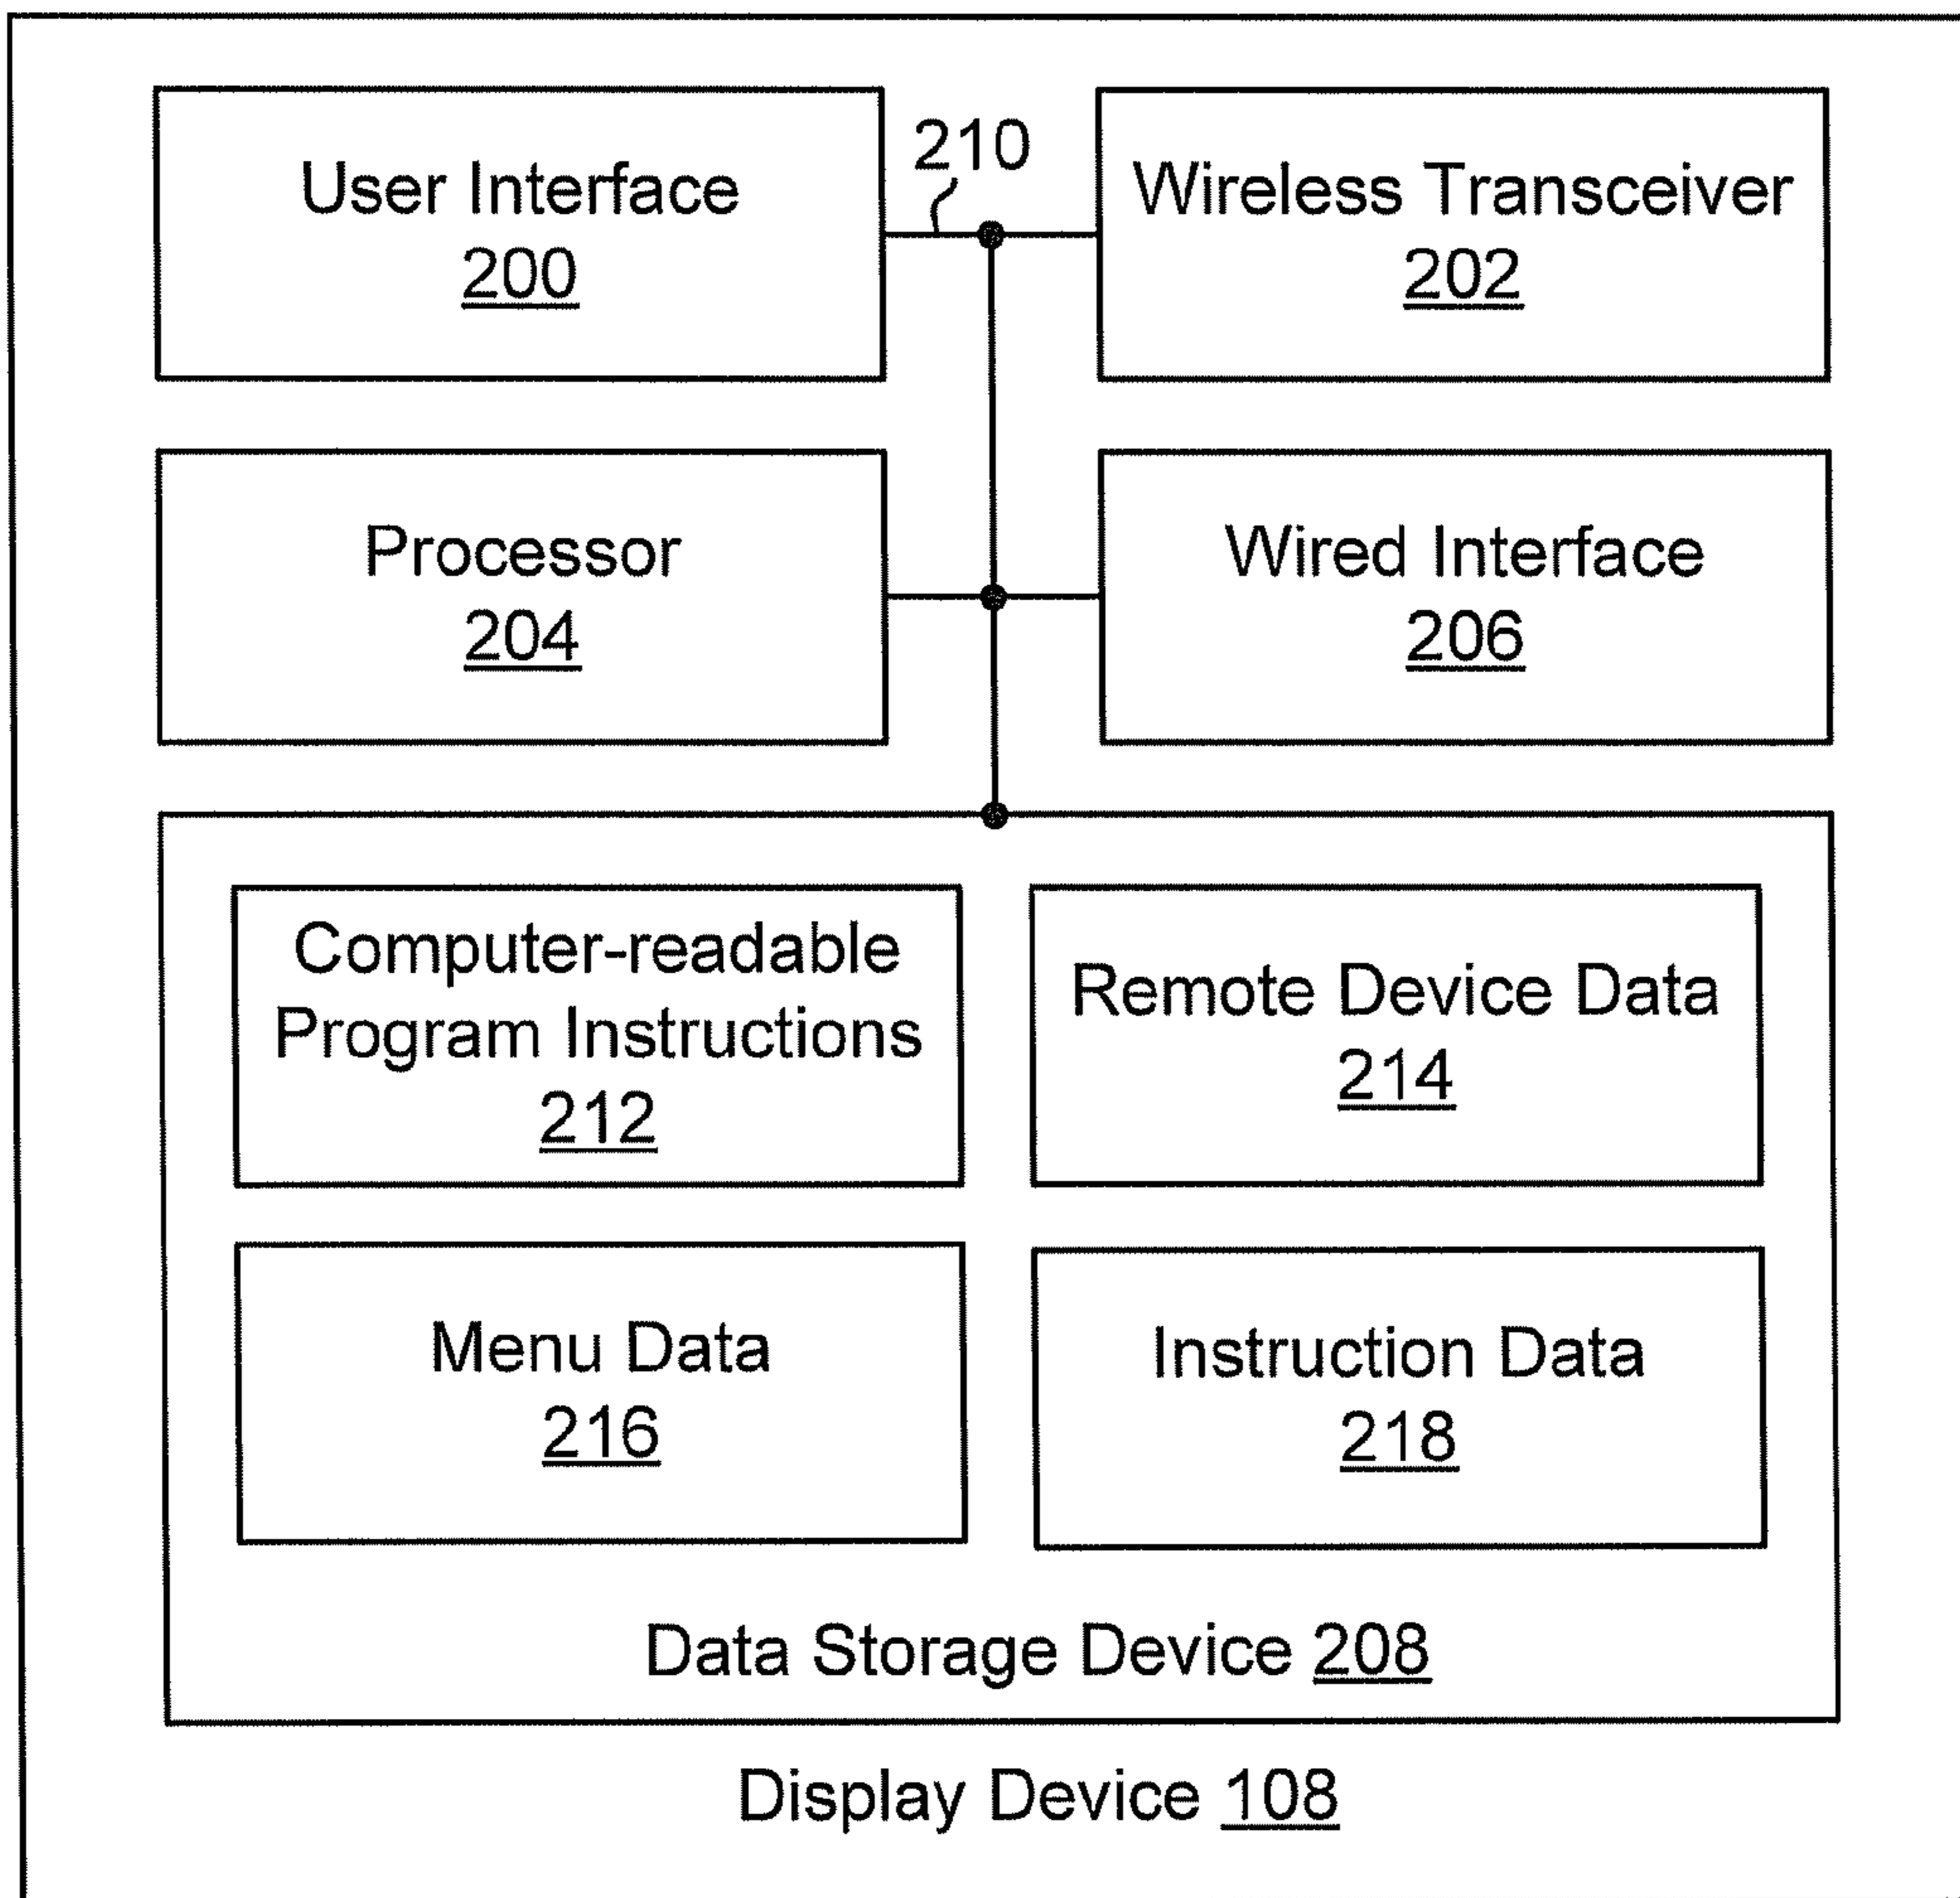 User Interface
200
210
Wireless Transceiver
202
Processor
204
Wired Interface
206
Computer-readable
Program Instructions
212
Remote Device Data
214
Menu Data
216
Instruction Data
218
Data Storage Device 208
Display Device 108